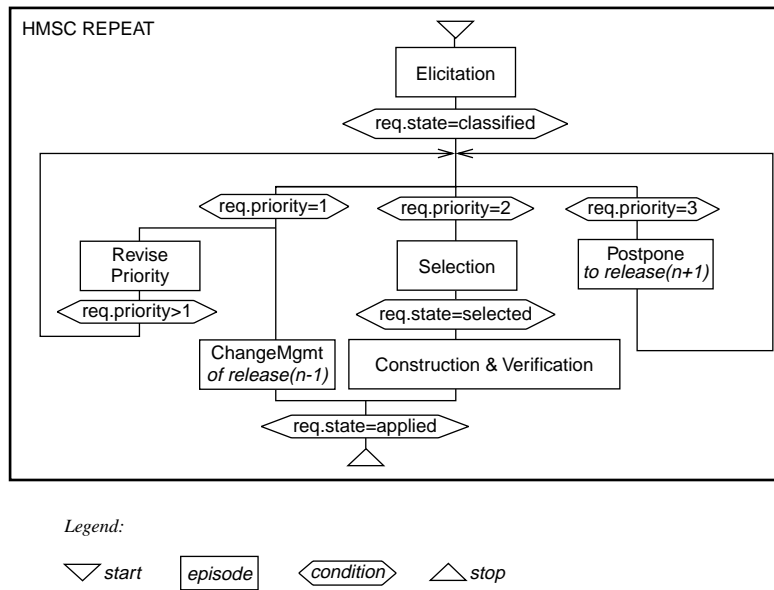 HMSC REPEAT
Elicitation
req.state=classified
req.priority=1
req.priority=2
req.priority=3
Revise
Priority
Selection
Postpone
to release(n+1)
req.priority>1
req.state=selected
ChangeMgmt
of release(n-1)
Construction & Verification
req.state=applied
Legend:
start
episode
condition
stop